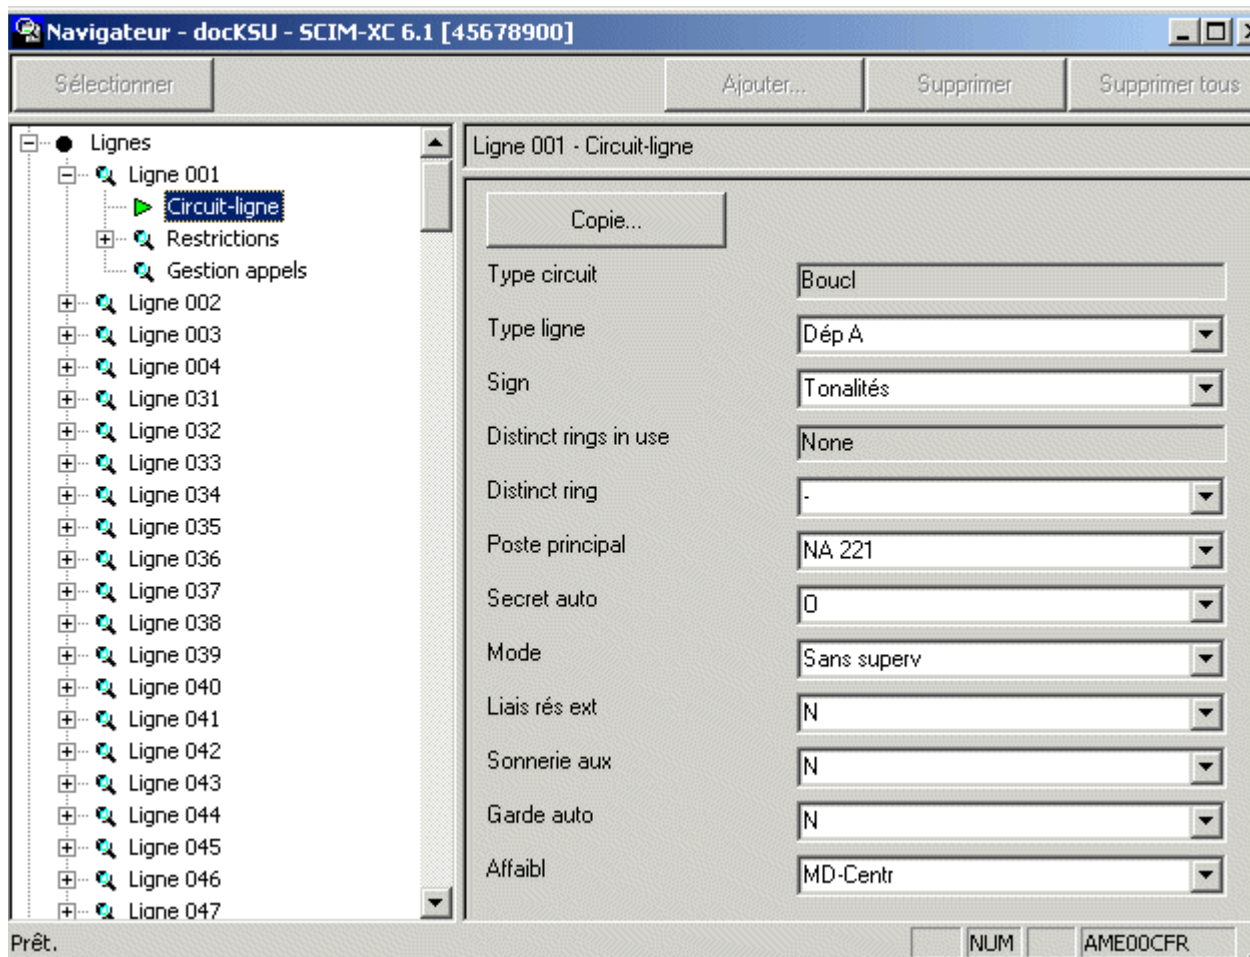 Navigateur - docKSU - SCIM-XC 6.1 [45678900]
Sélectionner
Ajouter...
Supprimer
Supprimer tous
Lignes
Ligne 001
Circuit-ligne
Restrictions
Gestion appels
Ligne 002
Ligne 003
Ligne 004
Ligne 031
Ligne 032
Ligne 033
Ligne 034
Ligne 035
Ligne 036
Ligne 037
Ligne 038
Ligne 039
Ligne 040
Ligne 041
Ligne 042
Ligne 043
Ligne 044
Ligne 045
Ligne 046
Ligne 047
Ligne 001 - Circuit-ligne
Copie...
Type circuit Boucl
Type ligne Dép A
Sign Tonalités
Distinct rings in use None
Distinct ring -
Poste principal NA 221
Secret auto O
Mode Sans superv
Liais rés ext N
Sonnerie aux N
Garde auto N
Affaibl MD-Centr
Prêt.
NUM
AME00CFR